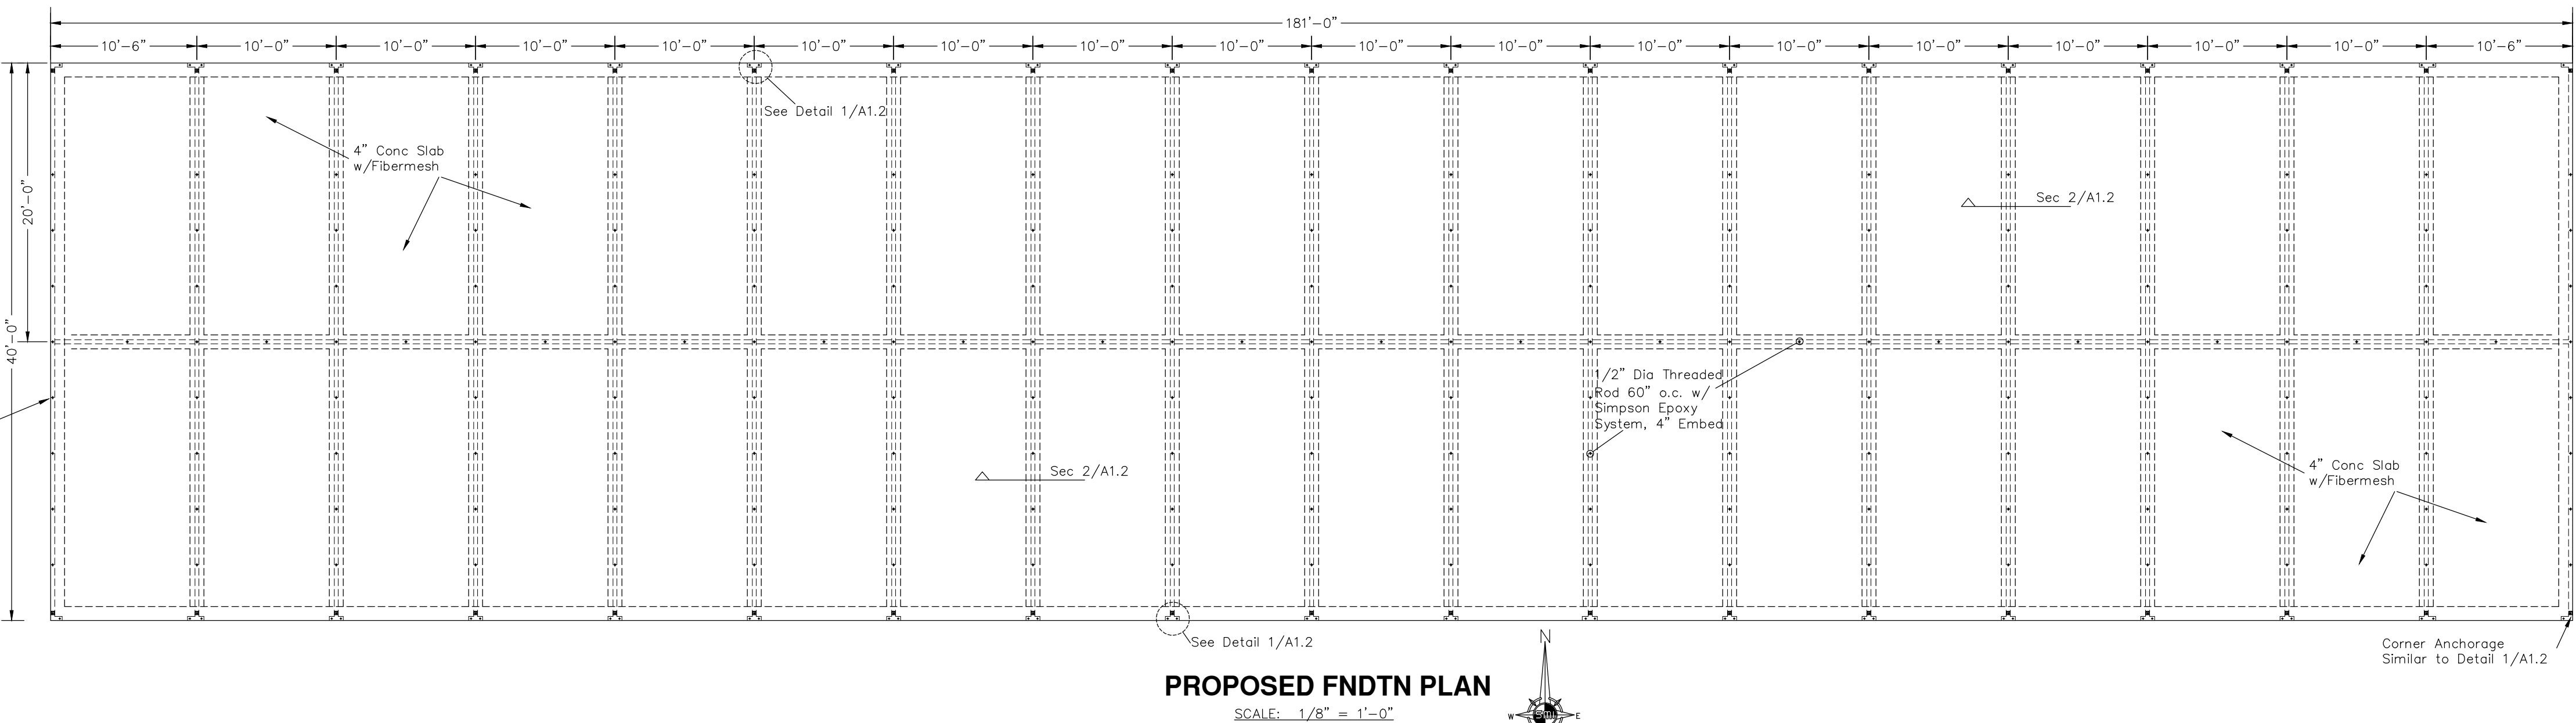 181'-0"
10'-6" 10'-0" 10'-0" 10'-0" 10'-0" 10'-0" 10'-0" 10'-0" 10'-0" 10'-0" 10'-0" 10'-0" 10'-0" 10'-0" 10'-0" 10'-0" 10'-0" 10'-6"
See Detail 1/A1.2
4" Conc Slab
w/Fibermesh
20'-0"
40'-0"
Sec 2/A1.2
1/2" Dia Threaded
Rod 60" o.c. w/
Simpson Epoxy
System, 4" Embed
Sec 2/A1.2
4" Conc Slab
w/Fibermesh
See Detail 1/A1.2
Corner Anchorage
Similar to Detail 1/A1.2
PROPOSED FNDTN PLAN
SCALE: 1/8" = 1'-0"
N
W SMI E